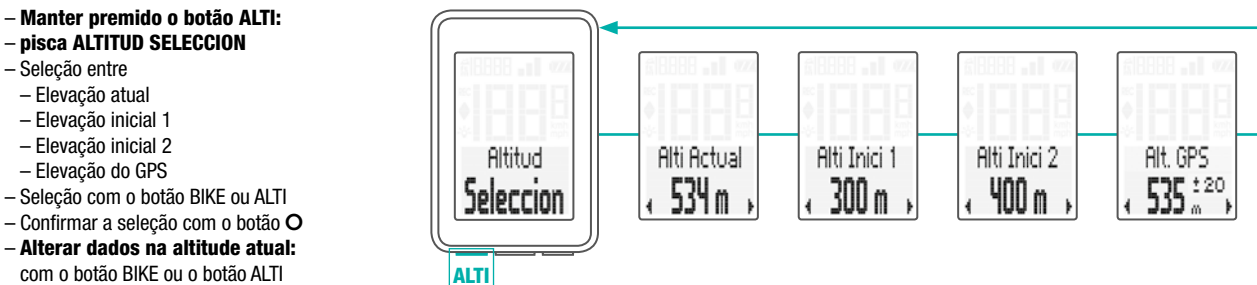 – Manter premido o botão ALTI:
– pisca ALTITUD SELECCION
– Seleção entre
– Elevação atual
– Elevação inicial 1
– Elevação inicial 2
– Elevação do GPS
– Seleção com o botão BIKE ou ALTI
– Confirmar a seleção com o botão O
– Alterar dados na altitude atual:
com o botão BIKE ou o botão ALTI
Altitud
Seleccion
ALTI
Alti Actual
534 m
Alti Inici 1
300 m
Alti Inici 2
400 m
Alt. GPS
535 m ±20